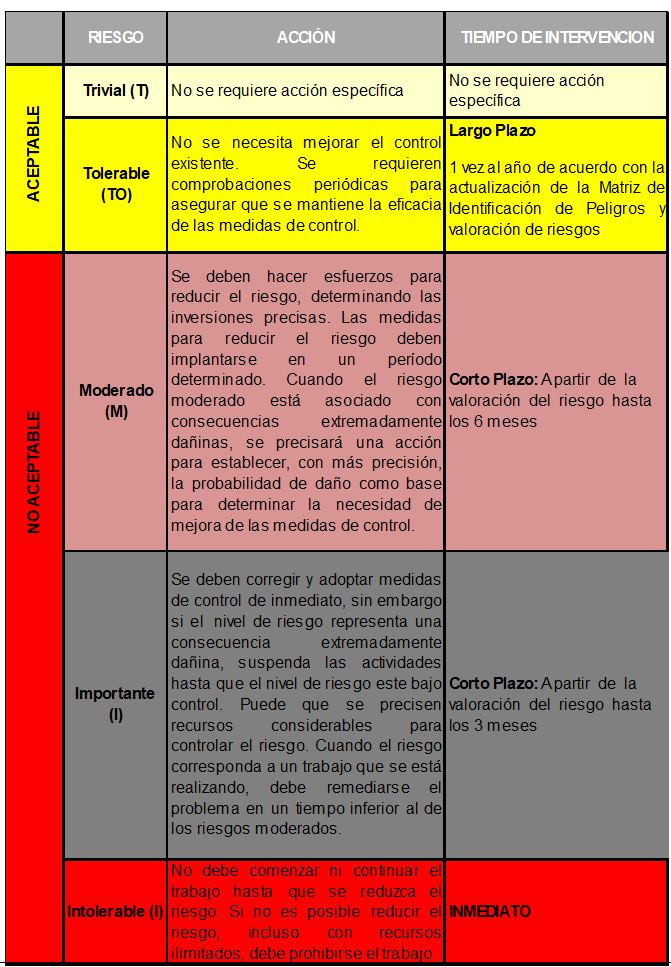 RIESGO ACCIÓN TIEMPO DE INTERVENCION
ACEPTABLE
Trivial (T)
No se requiere acción específica
No se requiere acción
específica
Tolerable
(TO)
No se necesita mejorar el control
existente. Se requieren
comprobaciones periódicas para
asegurar que se mantiene la eficacia
de las medidas de control.
Largo Plazo
1 vez al año de acuerdo con la
actualización de la Matriz de
Identificación de Peligros y
valoración de riesgos
NO ACEPTABLE
Moderado
(M)
Se deben hacer esfuerzos para
reducir el riesgo, determinando las
inversiones precisas. Las medidas
para reducir el riesgo deben
implantarse en un período
determinado. Cuando el riesgo
moderado está asociado con
consecuencias extremadamente
dañinas, se precisará una acción
para establecer, con más precisión,
la probabilidad de daño como base
para determinar la necesidad de
mejora de las medidas de control.
Corto Plazo: A partir de la
valoración del riesgo hasta
los 6 meses
Importante
(I)
Se deben corregir y adoptar medidas
de control de inmediato, sin embargo
si el nivel de riesgo representa una
consecuencia extremadamente
dañina, suspenda las actividades
hasta que el nivel de riesgo este bajo
control. Puede que se precisen
recursos considerables para
controlar el riesgo. Cuando el riesgo
corresponda a un trabajo que se está
realizando, debe remediarse el
problema en un tiempo inferior al de
los riesgos moderados.
Corto Plazo: A partir de la
valoración del riesgo hasta
los 3 meses
Intolerable (I)
No debe comenzar ni continuar el
trabajo hasta que se reduzca el
riesgo. Si no es posible reducir el
riesgo, incluso con recursos
ilimitados, debe prohibirse el trabajo.
INMEDIATO